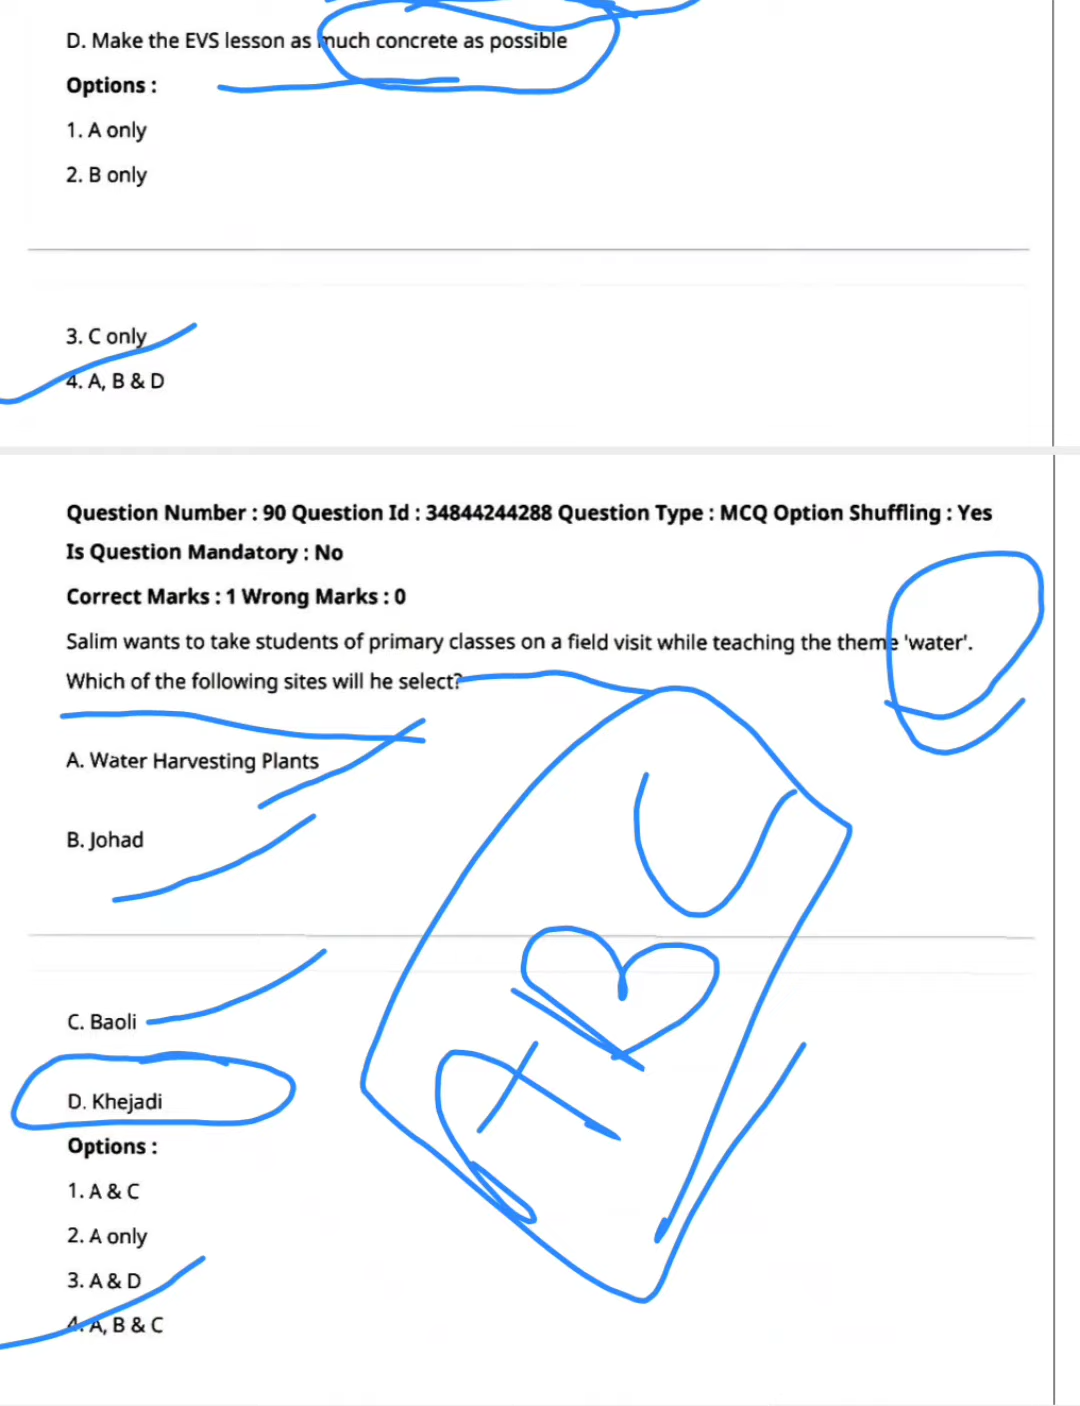 D. Make the EVS lesson as much concrete as possible
Options :
1. A only
2. B only
3. C only
4. A, B & D
Question Number : 90 Question Id : 34844244288 Question Type : MCQ Option Shuffling : Yes
Is Question Mandatory : No
Correct Marks : 1 Wrong Marks : 0
Salim wants to take students of primary classes on a field visit while teaching the theme 'water'.
Which of the following sites will he select?
A. Water Harvesting Plants
B. Johad
C. Baoli
D. Khejadi
Options :
1. A & C
2. A only
3. A & D
4. A, B & C